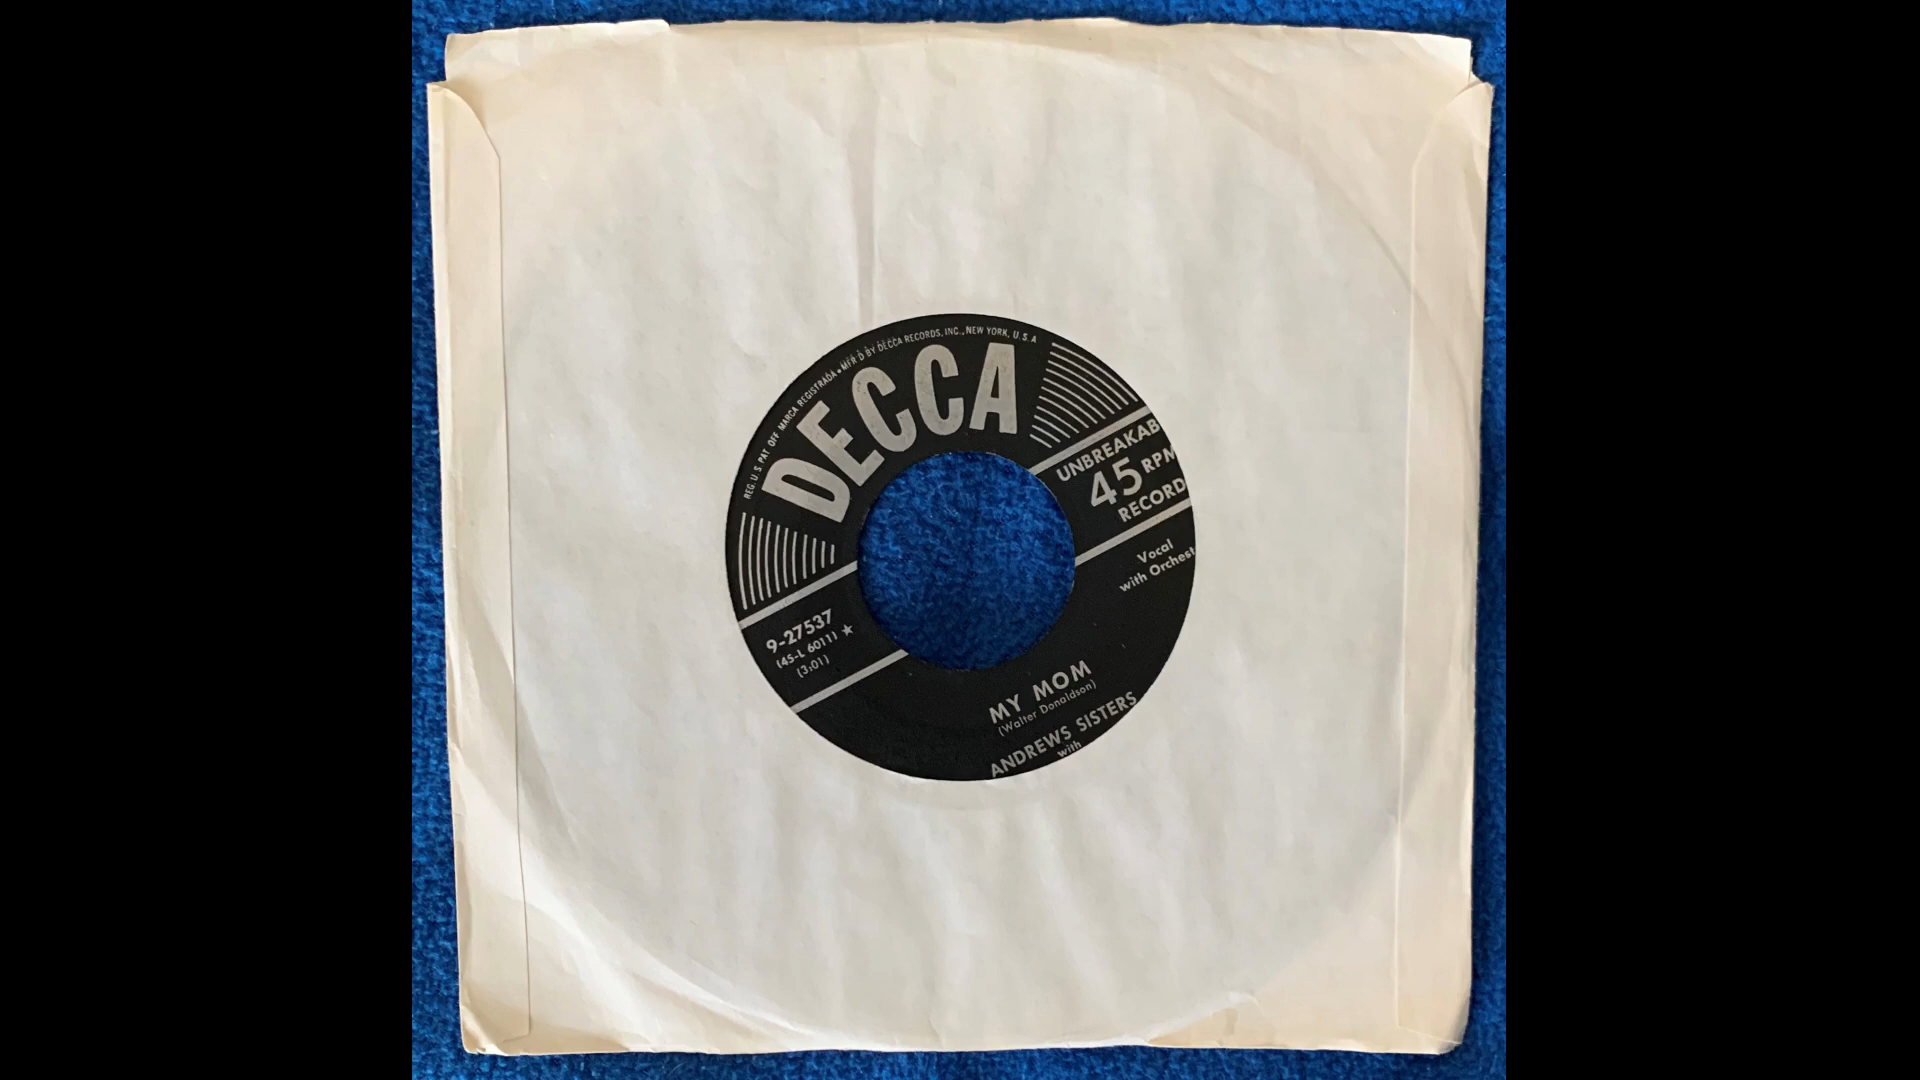 REG. U.S. PAT OFF MARCA REGISTRADA • MFR'D BY DECCA RECORDS, INC., NEW YORK, U.S.A
DECCA
UNBREAKAB
45 RPM
RECORD
Vocal
with Orchest
9-27537
(45-L 6011) ★
(3:01)
MY MOM
(Walter Donaldson)
ANDREWS SISTERS
with